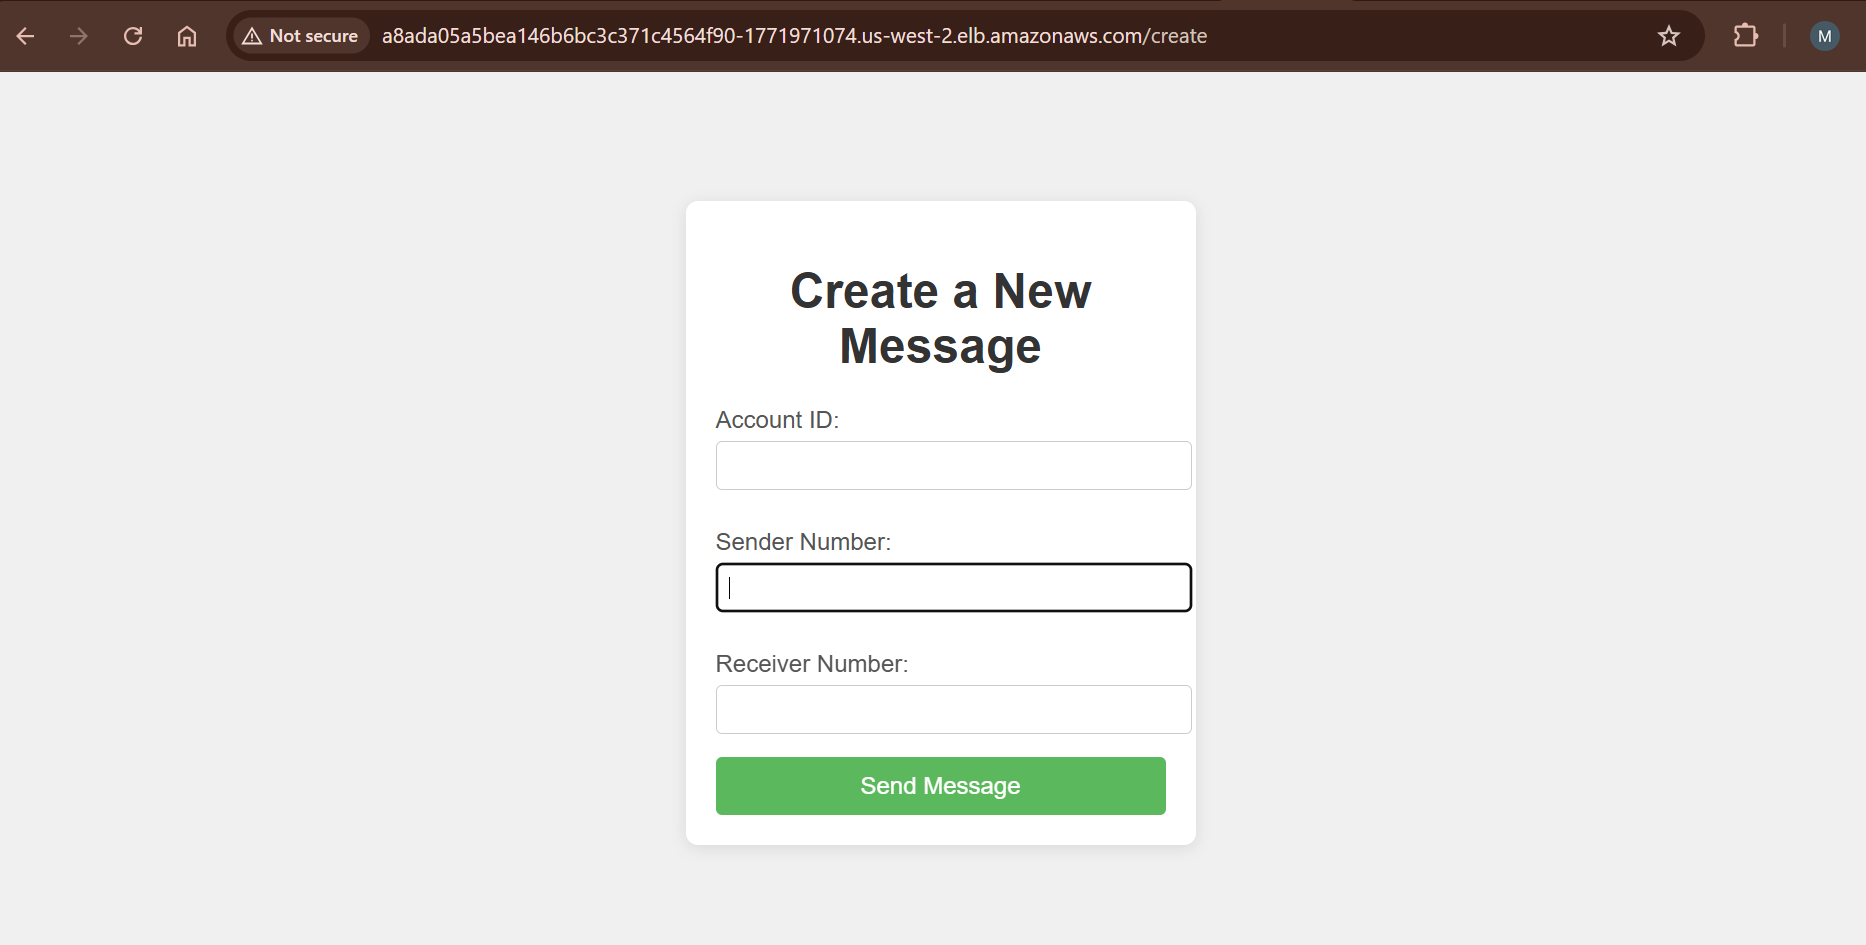 Not secure a8ada05a5bea146b6bc3c371c4564f90-1771971074.us-west-2.elb.amazonaws.com/create M
Create a New
Message
Account ID:
Sender Number:
Receiver Number:
Send Message